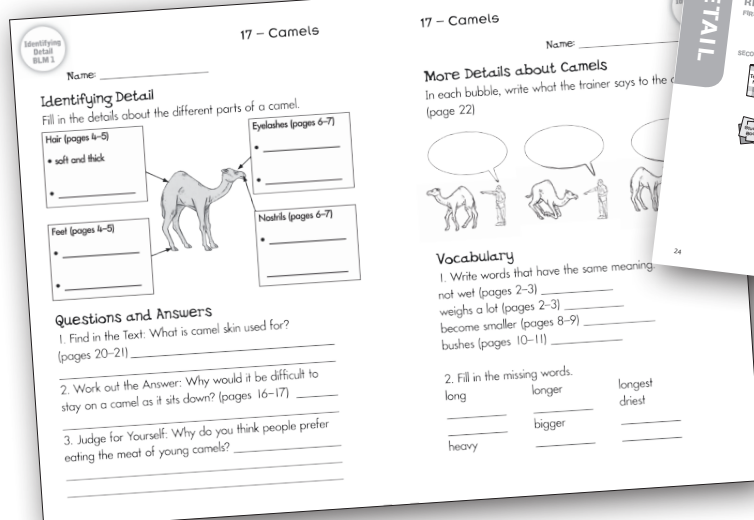 Identifying
Detail
BLM 1
17 – Camels
Name:
Identifying Detail
Fill in the details about the different parts of a camel.
Hair (pages 4–5)
• soft and thick
•
Eyelashes (pages 6–7)
•
•
Feet (pages 4–5)
•
•
Nostrils (pages 6–7)
•
Questions and Answers
1. Find in the Text: What is camel skin used for?
(pages 20–21)
2. Work out the Answer: Why would it be difficult to
stay on a camel as it sits down? (pages 16–17)
3. Judge for Yourself: Why do you think people prefer
eating the meat of young camels?
17 – Camels
Name:
More Details about Camels
In each bubble, write what the trainer says to the
(page 22)
Vocabulary
1. Write words that have the same meaning.
not wet (pages 2–3)
weighs a lot (pages 2–3)
become smaller (pages 8–9)
bushes (pages 10–11)
2. Fill in the missing words.
long longer longest
driest
bigger
heavy
ETAIL
24